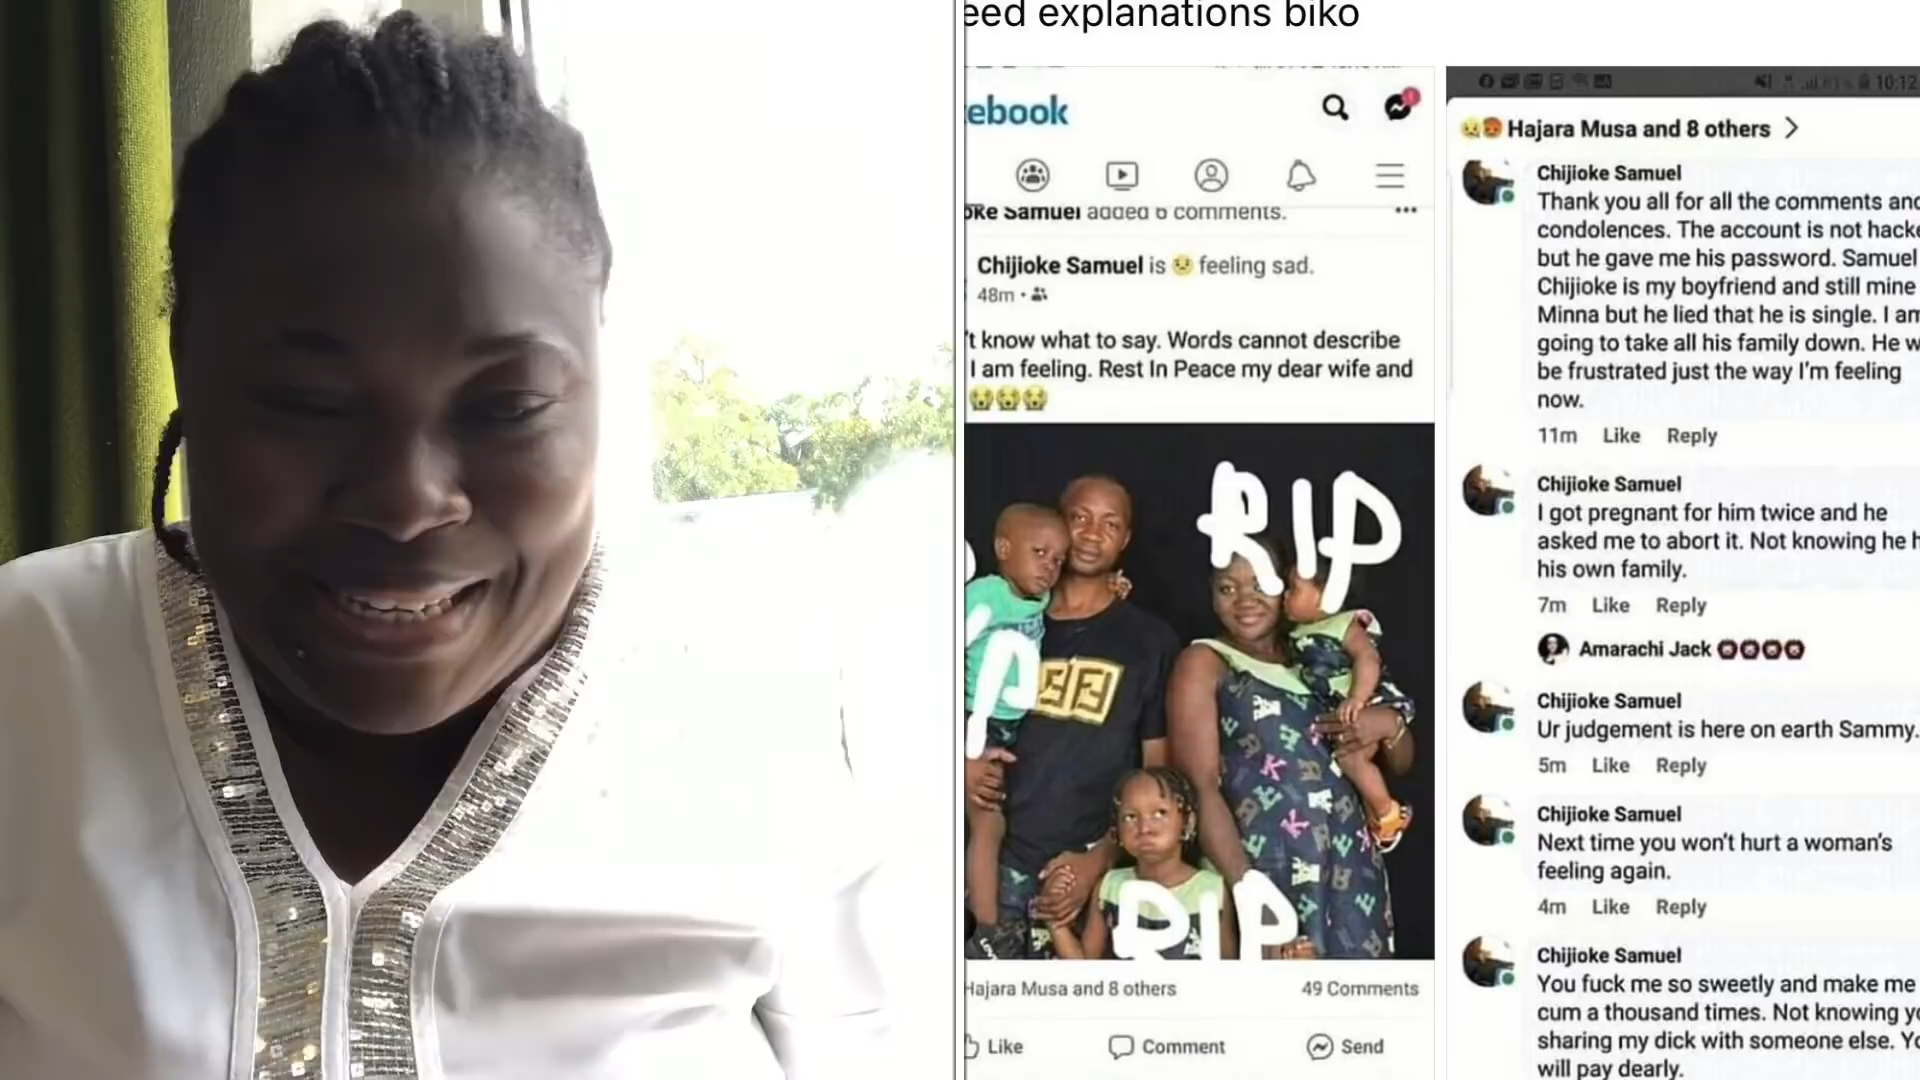 eed explanations biko
ebook
oke Samuel added 6 comments.
Chijioke Samuel is feeling sad.
48m
't know what to say. Words cannot describe
I am feeling. Rest In Peace my dear wife and
RIP
RIP
Hajara Musa and 8 others
49 Comments
Like
Comment
Send
10:12
Hajara Musa and 8 others
Chijioke Samuel
Thank you all for all the comments and
condolences. The account is not hacke
but he gave me his password. Samuel
Chijioke is my boyfriend and still mine
Minna but he lied that he is single. I am
going to take all his family down. He w
be frustrated just the way I'm feeling
now.
11m Like Reply
Chijioke Samuel
I got pregnant for him twice and he
asked me to abort it. Not knowing he h
his own family.
7m Like Reply
Amarachi Jack
Chijioke Samuel
Ur judgement is here on earth Sammy.
5m Like Reply
Chijioke Samuel
Next time you won't hurt a woman's
feeling again.
4m Like Reply
Chijioke Samuel
You fuck me so sweetly and make me
cum a thousand times. Not knowing yo
sharing my dick with someone else. Yo
will pay dearly.